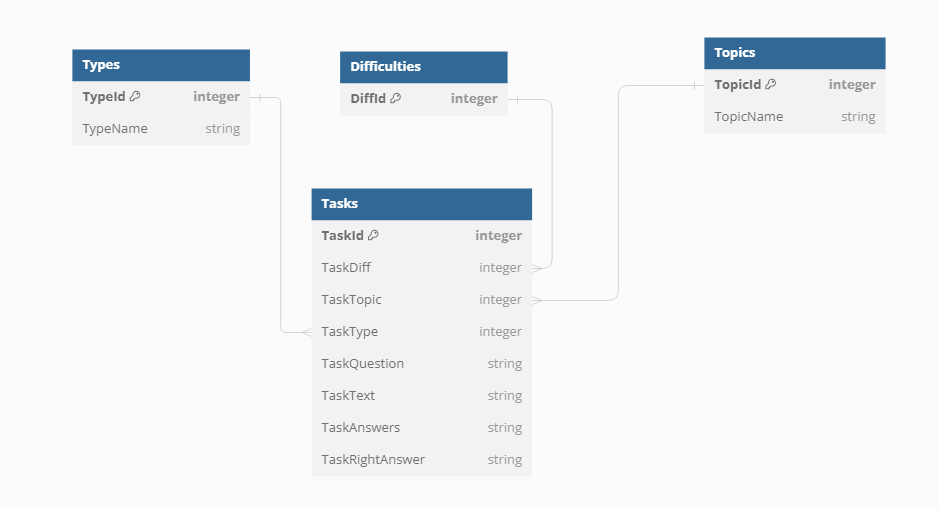 Types
TypeId integer
TypeName string
Difficulties
DiffId integer
Topics
TopicId integer
TopicName string
Tasks
TaskId integer
TaskDiff integer
TaskTopic integer
TaskType integer
TaskQuestion string
TaskText string
TaskAnswers string
TaskRightAnswer string